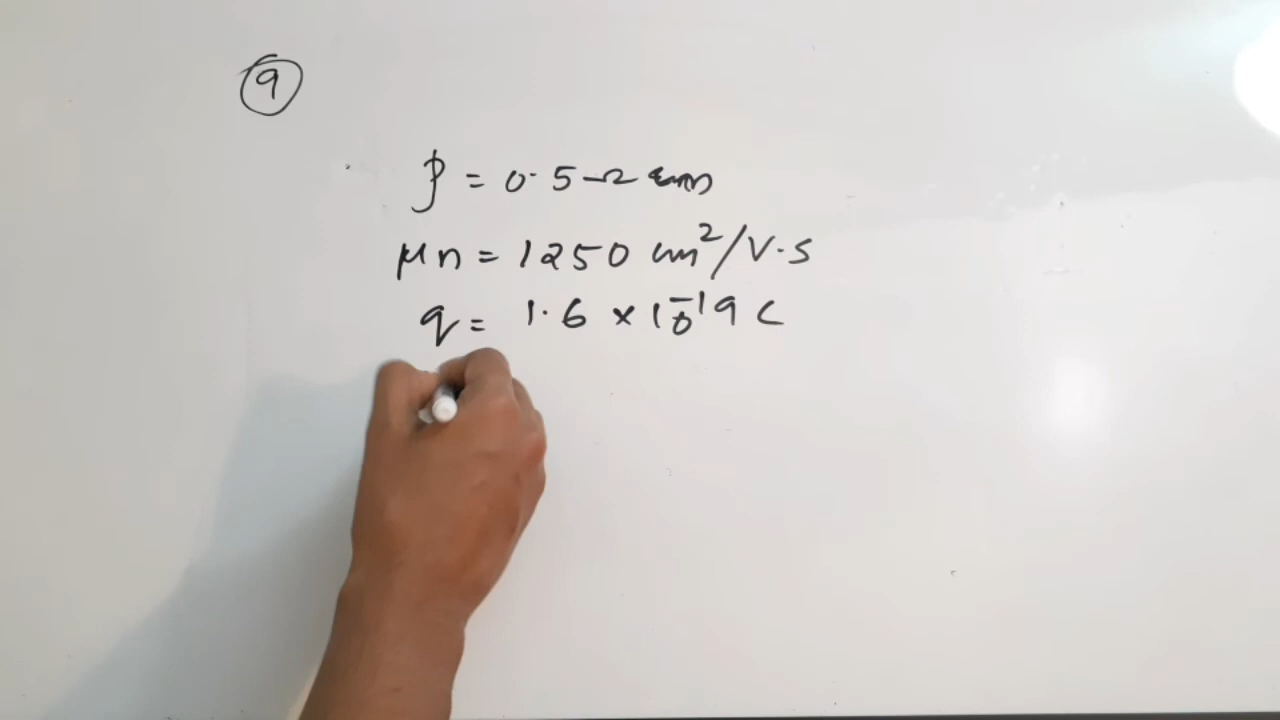 9
ρ = 0.5 Ω cm
μn = 1250 cm²/V·s
q = 1.6 × 10⁻¹⁹ C